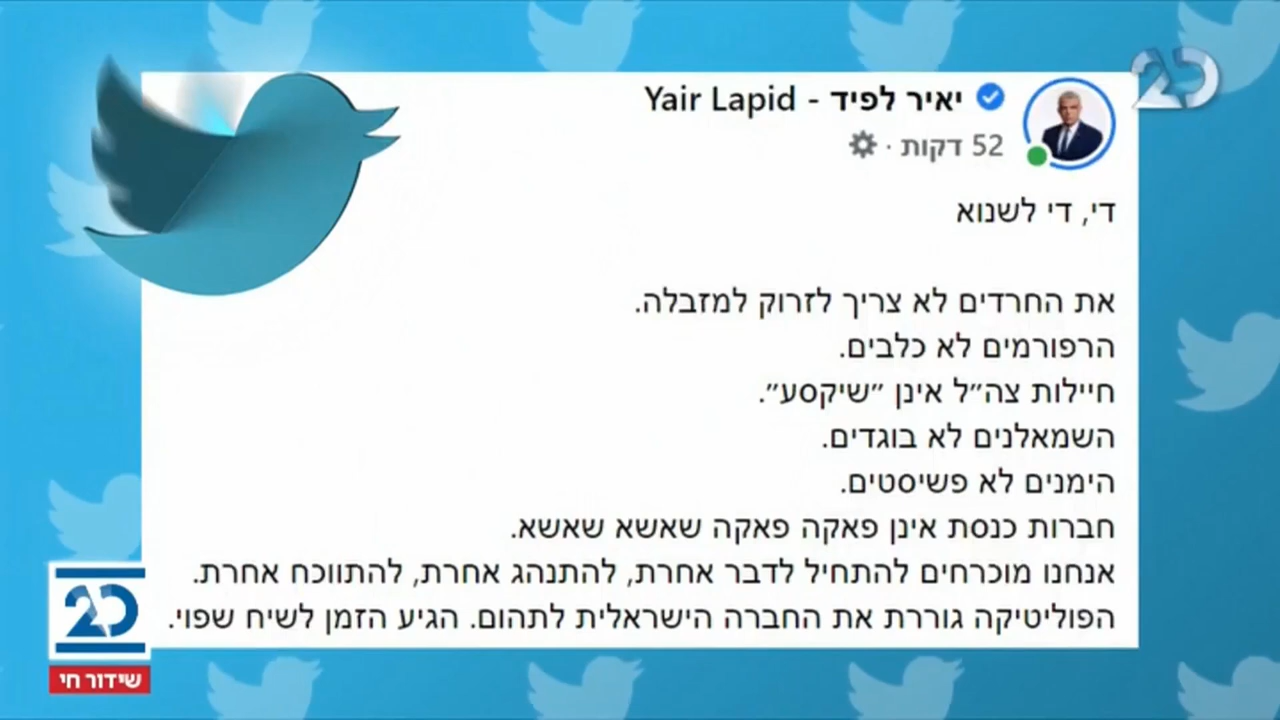 20
יאיר לפיד - Yair Lapid
52 דקות ·
די, די לשנוא
את החרדים לא צריך לזרוק למזבלה.
הרפורמים לא כלבים.
חיילות צה״ל אינן ״שיקסע״.
השמאלנים לא בוגדים.
הימנים לא פשיסטים.
חברות כנסת אינן פאקה פאקה שאשא שאשא.
אנחנו מוכרחים להתחיל לדבר אחרת, להתנהג אחרת, להתווכח אחרת.
הפוליטיקה גוררת את החברה הישראלית לתהום. הגיע הזמן לשיח שפוי.
20
שידור חי